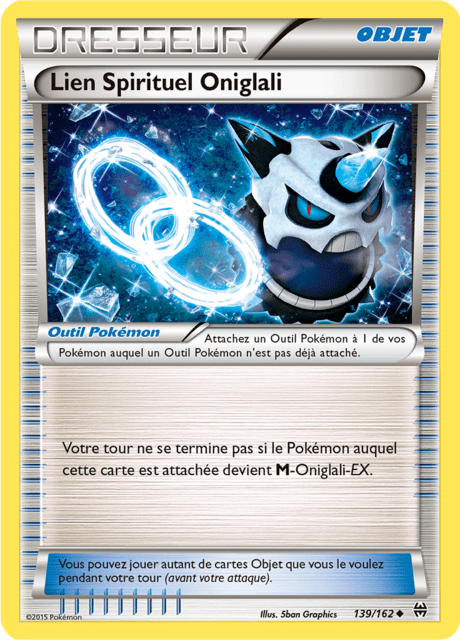 DRESSEUR
OBJET
Lien Spirituel Oniglali
Outil Pokémon
Attachez un Outil Pokémon à 1 de vos
Pokémon auquel un Outil Pokémon n'est pas déjà attaché.
Votre tour ne se termine pas si le Pokémon auquel
cette carte est attachée devient M-Oniglali-EX.
Vous pouvez jouer autant de cartes Objet que vous le voulez
pendant votre tour (avant votre attaque).
©2015 Pokémon
Illus. 5ban Graphics
139/162